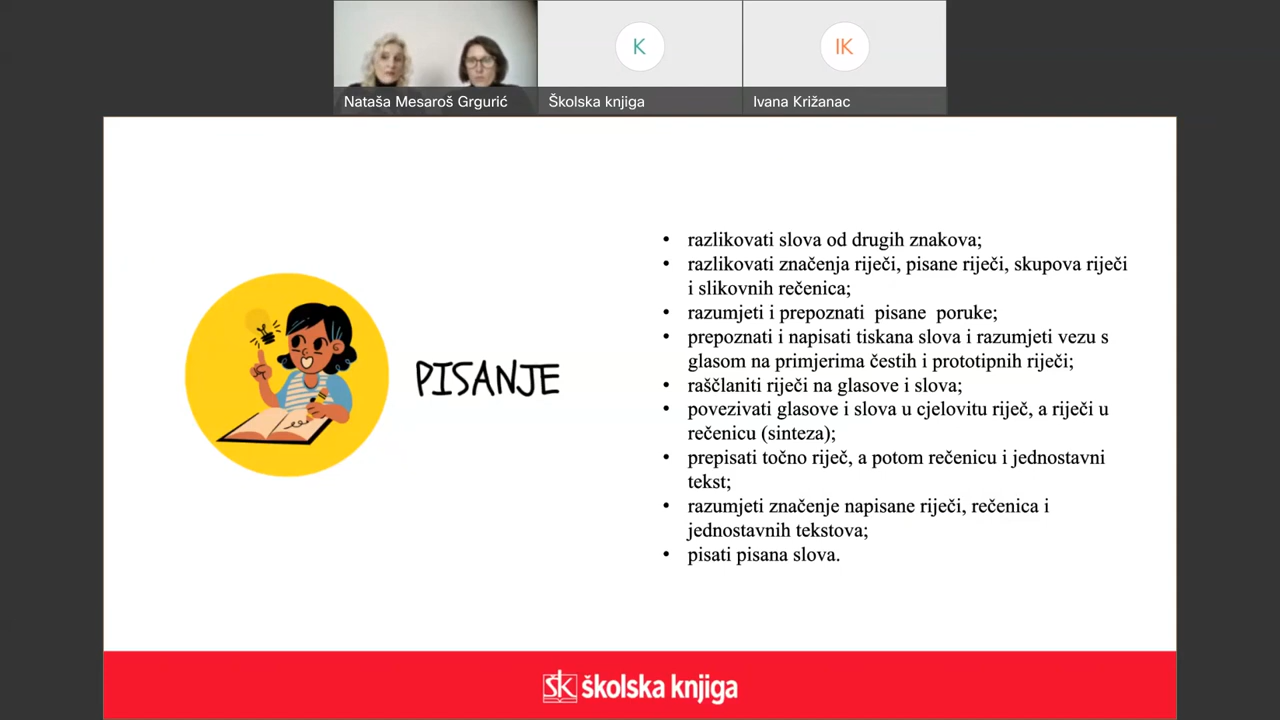 K
IK
Nataša Mesaroš Grgurić
Školska knjiga
Ivana Križanac
PISANJE
• razlikovati slova od drugih znakova;
• razlikovati značenja riječi, pisane riječi, skupova riječi
i slikovnih rečenica;
• razumjeti i prepoznati pisane poruke;
• prepoznati i napisati tiskana slova i razumjeti vezu s
glasom na primjerima čestih i prototipnih riječi;
• raščlaniti riječi na glasove i slova;
• povezivati glasove i slova u cjelovitu riječ, a riječi u
rečenicu (sinteza);
• prepisati točno riječ, a potom rečenicu i jednostavni
tekst;
• razumjeti značenje napisane riječi, rečenica i
jednostavnih tekstova;
• pisati pisana slova.
šk školska knjiga